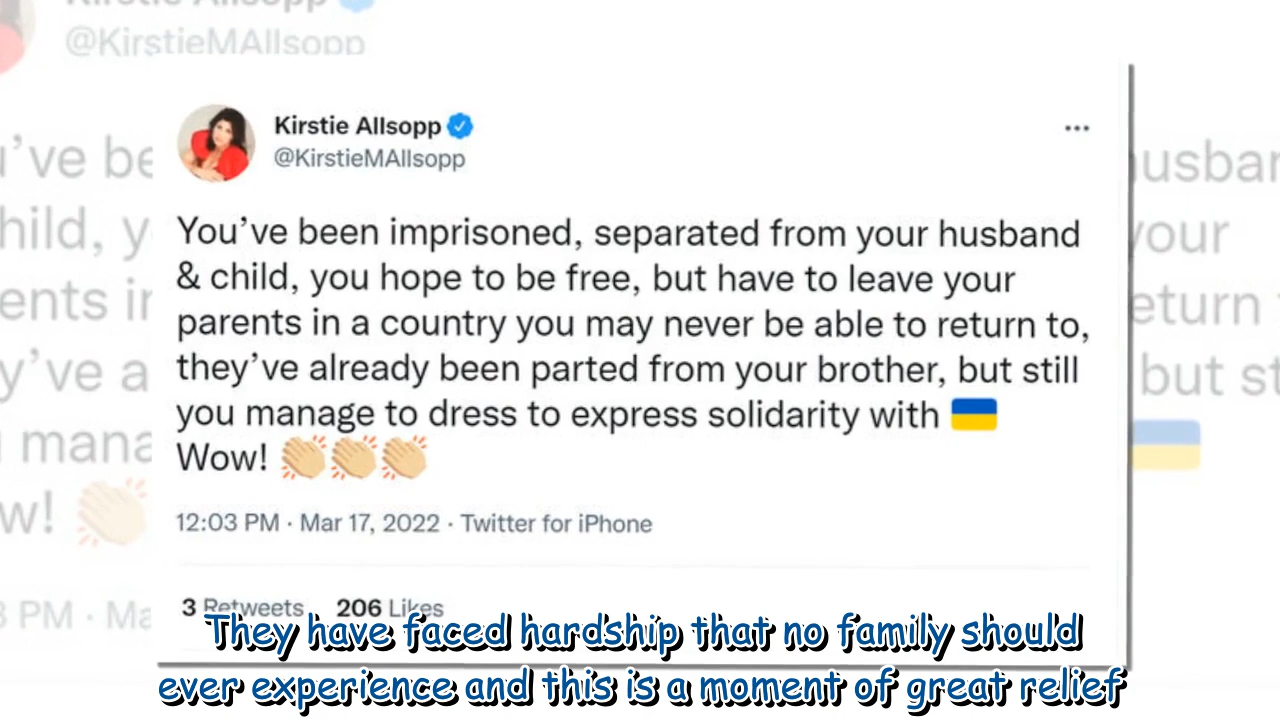 Kirstie Allsopp
@KirstieMAllsopp
Kirstie Allsopp
@KirstieMAllsopp
You've been imprisoned, separated from your husband
& child, you hope to be free, but have to leave your
parents in a country you may never be able to return to,
they've already been parted from your brother, but still
you manage to dress to express solidarity with 🇺🇦
Wow! 👏🏻👏🏻👏🏻
12:03 PM · Mar 17, 2022 · Twitter for iPhone
3 Retweets 206 Likes
They have faced hardship that no family should
ever experience and this is a moment of great relief